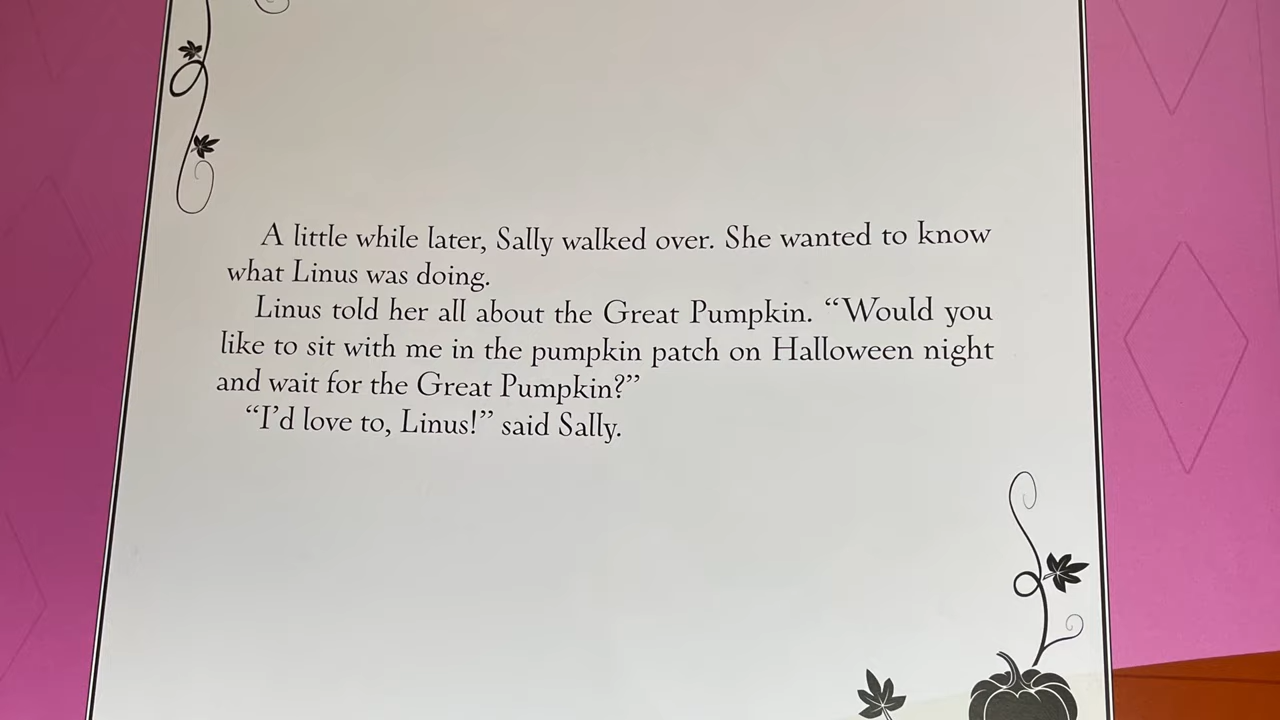 A little while later, Sally walked over. She wanted to know
what Linus was doing.
Linus told her all about the Great Pumpkin. “Would you
like to sit with me in the pumpkin patch on Halloween night
and wait for the Great Pumpkin?”
“I’d love to, Linus!” said Sally.